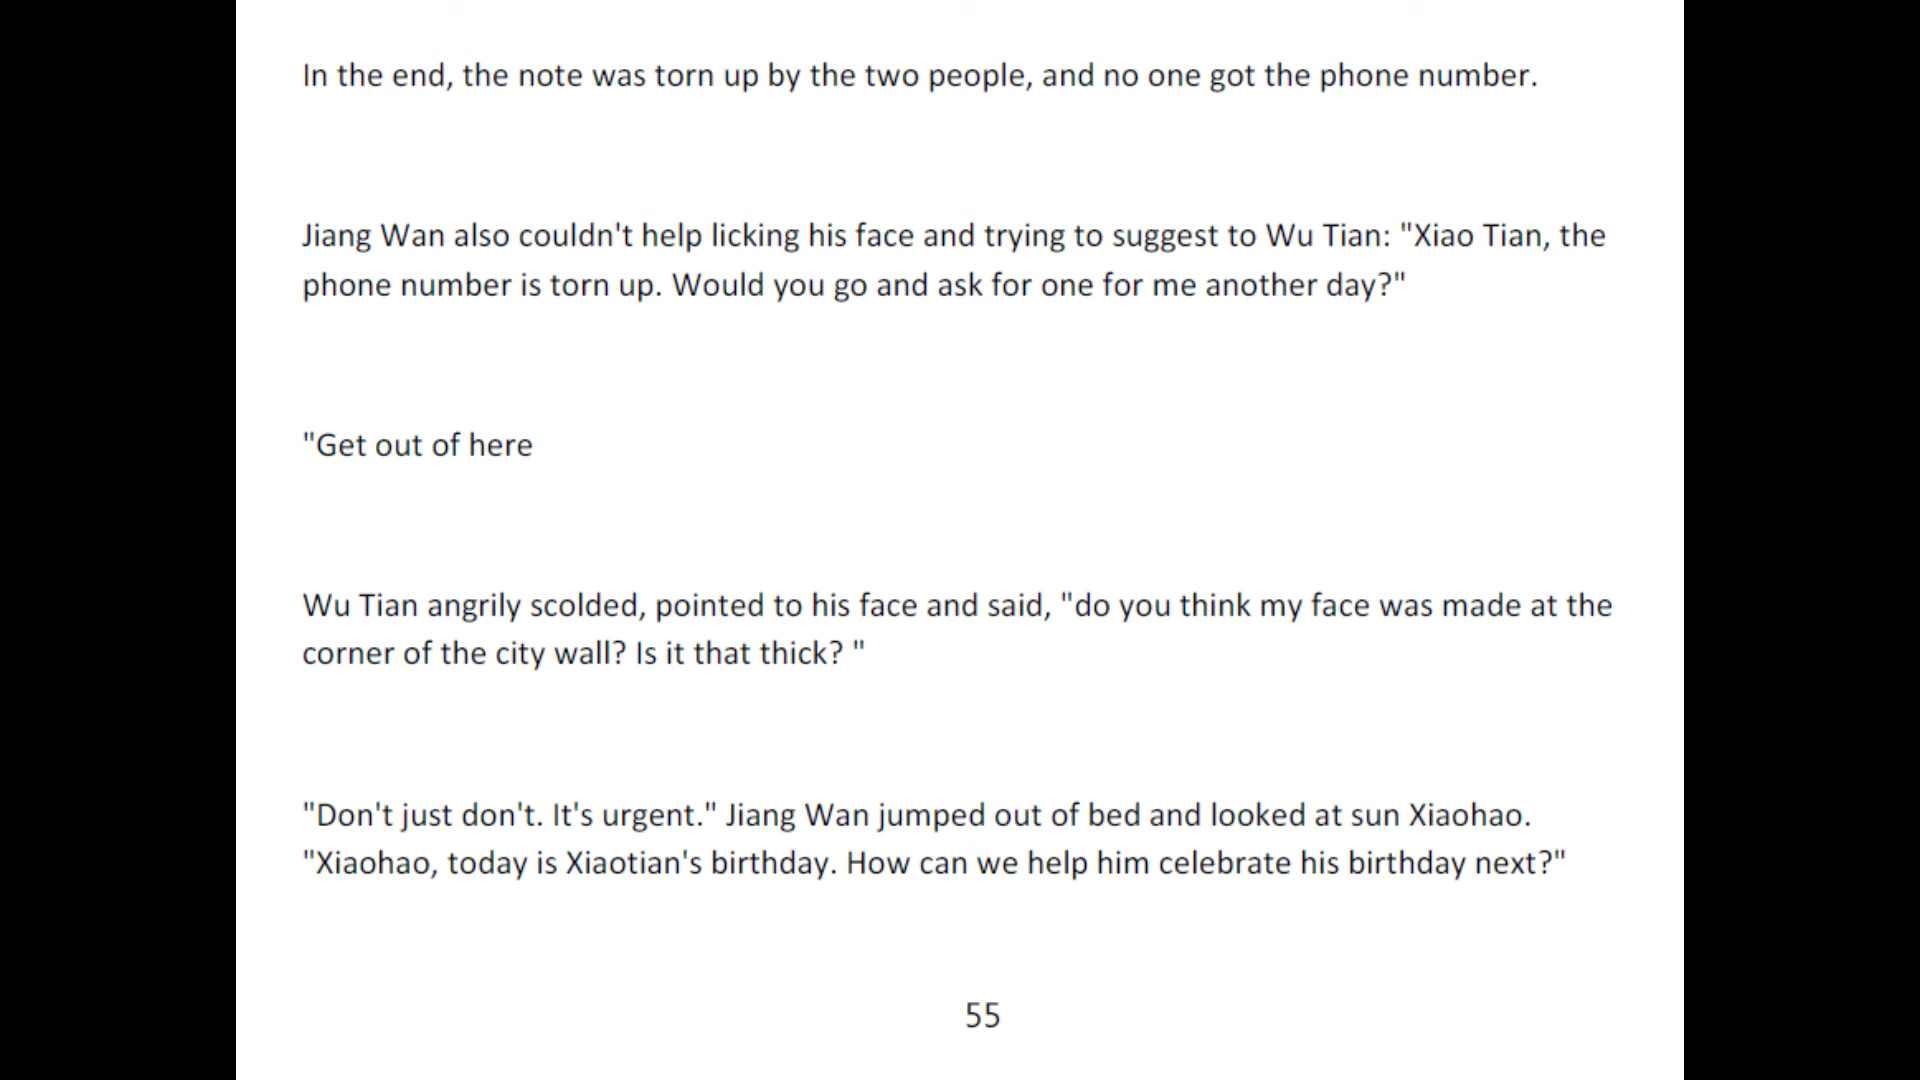 In the end, the note was torn up by the two people, and no one got the phone number.
Jiang Wan also couldn't help licking his face and trying to suggest to Wu Tian: "Xiao Tian, the
phone number is torn up. Would you go and ask for one for me another day?"
"Get out of here
Wu Tian angrily scolded, pointed to his face and said, "do you think my face was made at the
corner of the city wall? Is it that thick? "
"Don't just don't. It's urgent." Jiang Wan jumped out of bed and looked at sun Xiaohao.
"Xiaohao, today is Xiaotian's birthday. How can we help him celebrate his birthday next?"
55